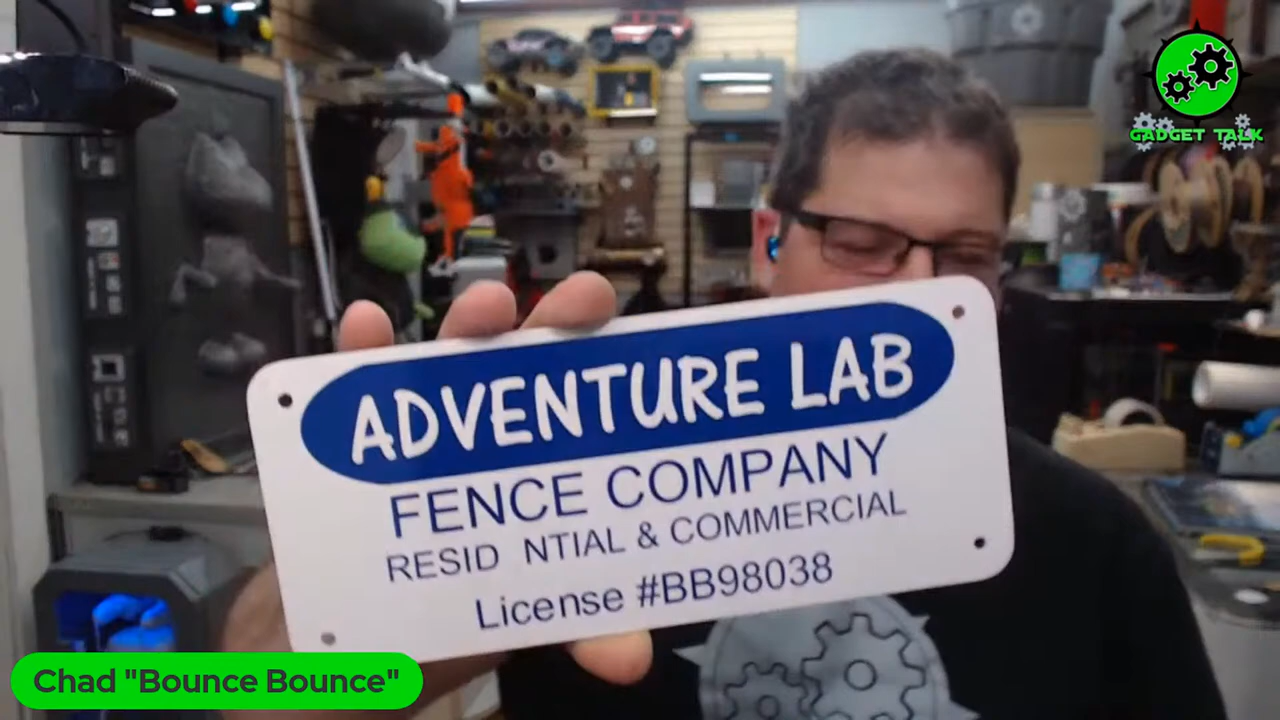 GADGET TALK
ADVENTURE LAB
FENCE COMPANY
RESID NTIAL & COMMERCIAL
License #BB98038
Chad "Bounce Bounce"